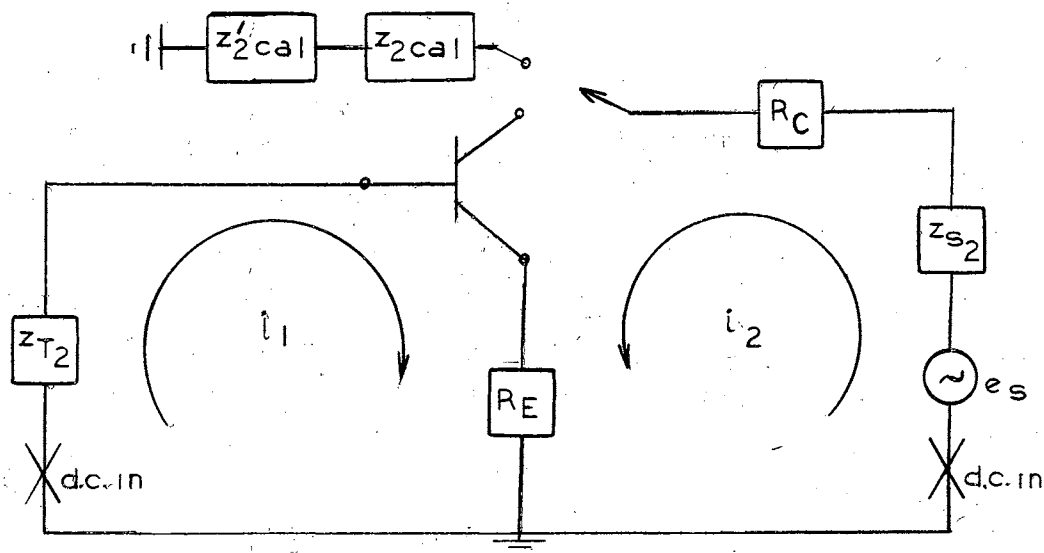 z'2cal
z2cal
RC
zS2
zT2
i1
i2
~
es
RE
d.c.in
d.c.in